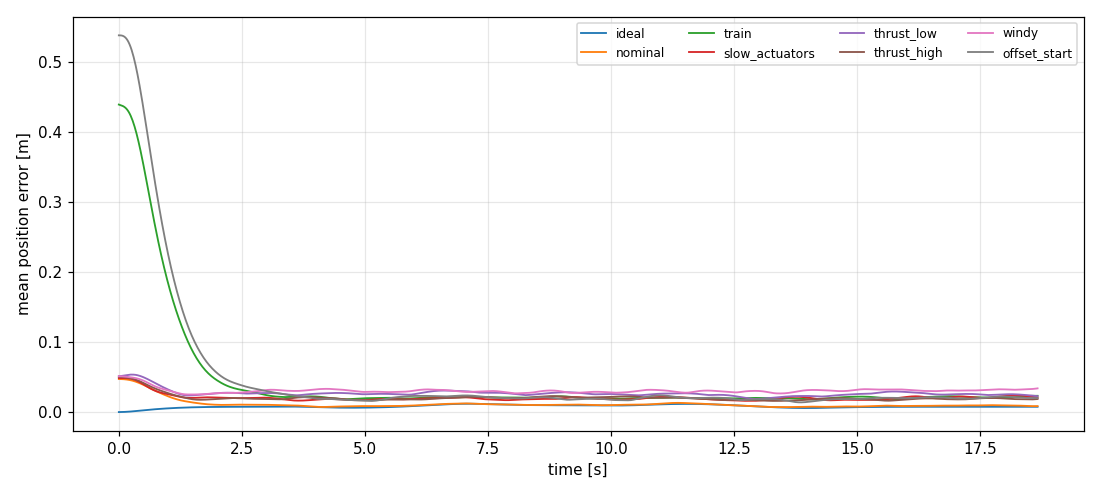 ideal
nominal
train
slow_actuators
thrust_low
thrust_high
windy
offset_start
mean position error [m]
0.5
0.4
0.3
0.2
0.1
0.0
0.0 2.5 5.0 7.5 10.0 12.5 15.0 17.5
time [s]